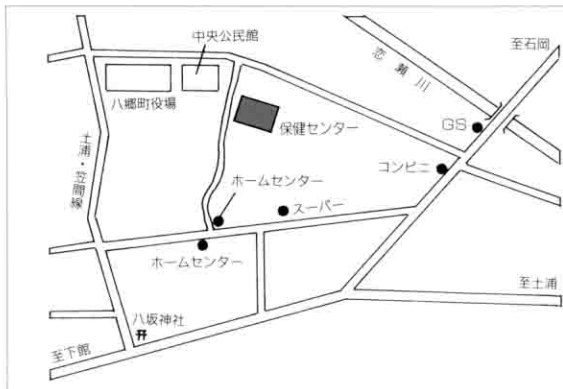 中央公民館
至石岡
恋瀬川
八郷町役場
保健センター
GS
土浦・笠間線
コンビニ
ホームセンター
スーパー
ホームセンター
至土浦
八坂神社
至下館